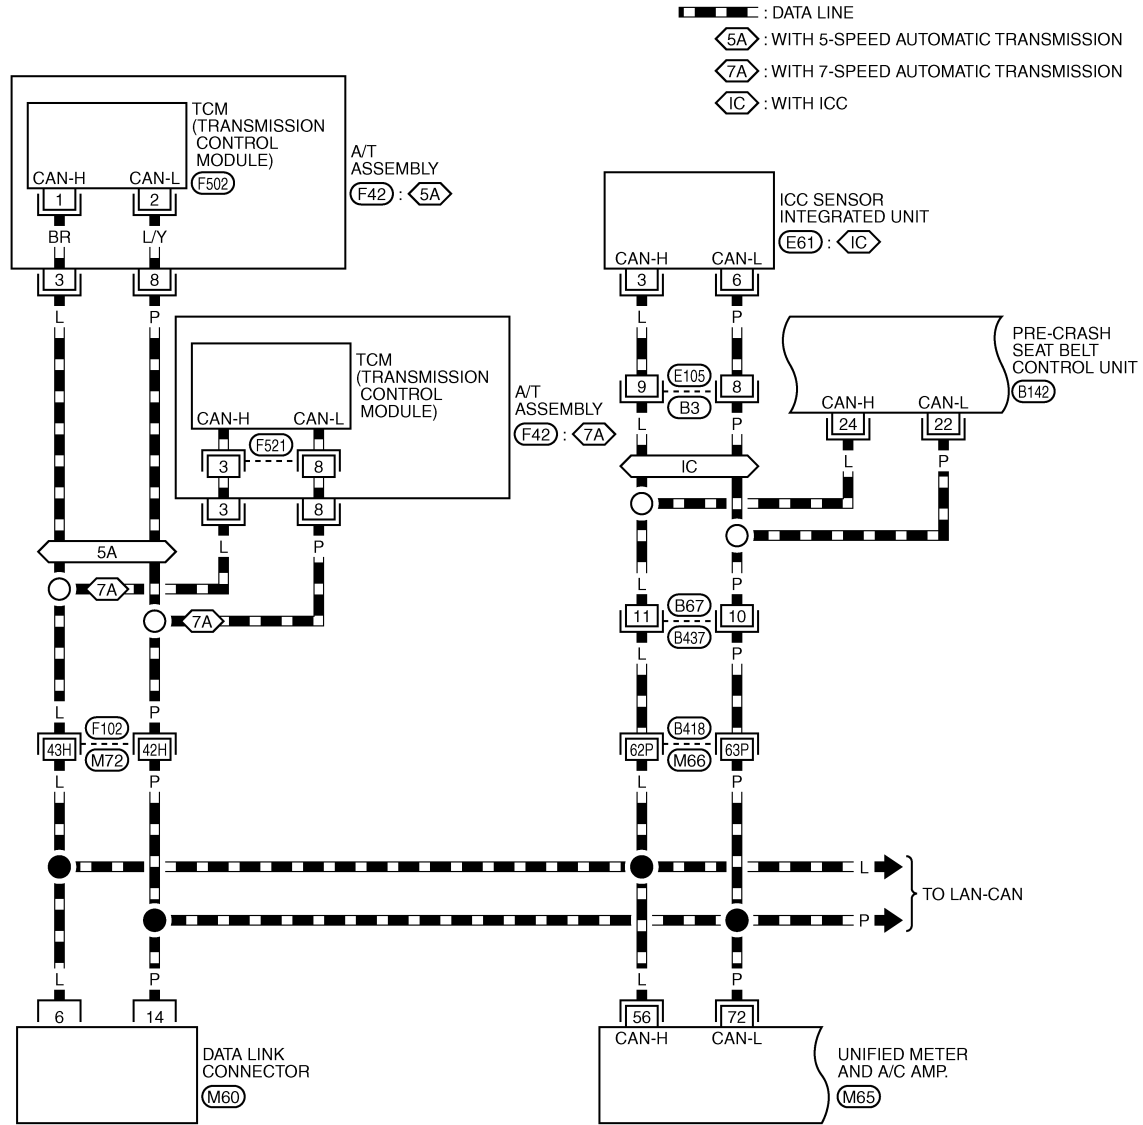 : DATA LINE
5A : WITH 5-SPEED AUTOMATIC TRANSMISSION
7A : WITH 7-SPEED AUTOMATIC TRANSMISSION
IC : WITH ICC
TCM
(TRANSMISSION
CONTROL
MODULE)
F502
CAN-H CAN-L
1 2
BR L/Y
A/T
ASSEMBLY
F42 : 5A
3 8
L P
TCM
(TRANSMISSION
CONTROL
MODULE)
CAN-H CAN-L
F521
3 8
A/T
ASSEMBLY
F42 : 7A
3 8
L P
5A
7A
7A
L P
F102
43H 42H
M72
L P
ICC SENSOR
INTEGRATED UNIT
E61 : IC
CAN-H CAN-L
3 6
L P
E105
9 8
B3
L P
IC
PRE-CRASH
SEAT BELT
CONTROL UNIT
B142
CAN-H CAN-L
24 22
L P
L P
B67
11 10
B437
L P
B418
62P 63P
M66
L P
L
TO LAN-CAN
P
L P
6 14
DATA LINK
CONNECTOR
M60
L P
56 72
CAN-H CAN-L
UNIFIED METER
AND A/C AMP.
M65